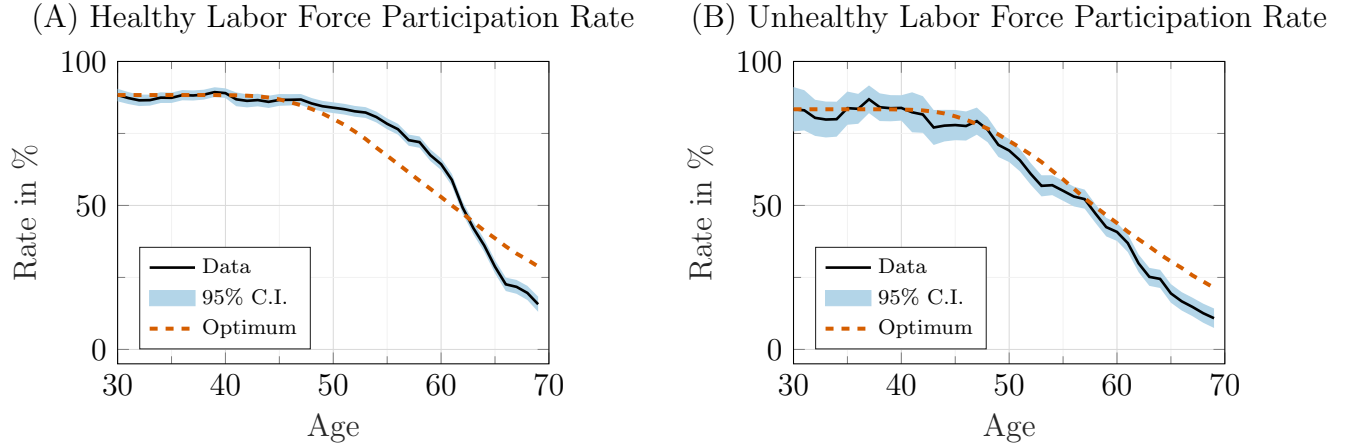 (A) Healthy Labor Force Participation Rate
100
50
0
30
40
50
60
70
Rate in %
Age
Data
95% C.I.
Optimum
(B) Unhealthy Labor Force Participation Rate
100
50
0
30
40
50
60
70
Rate in %
Age
Data
95% C.I.
Optimum